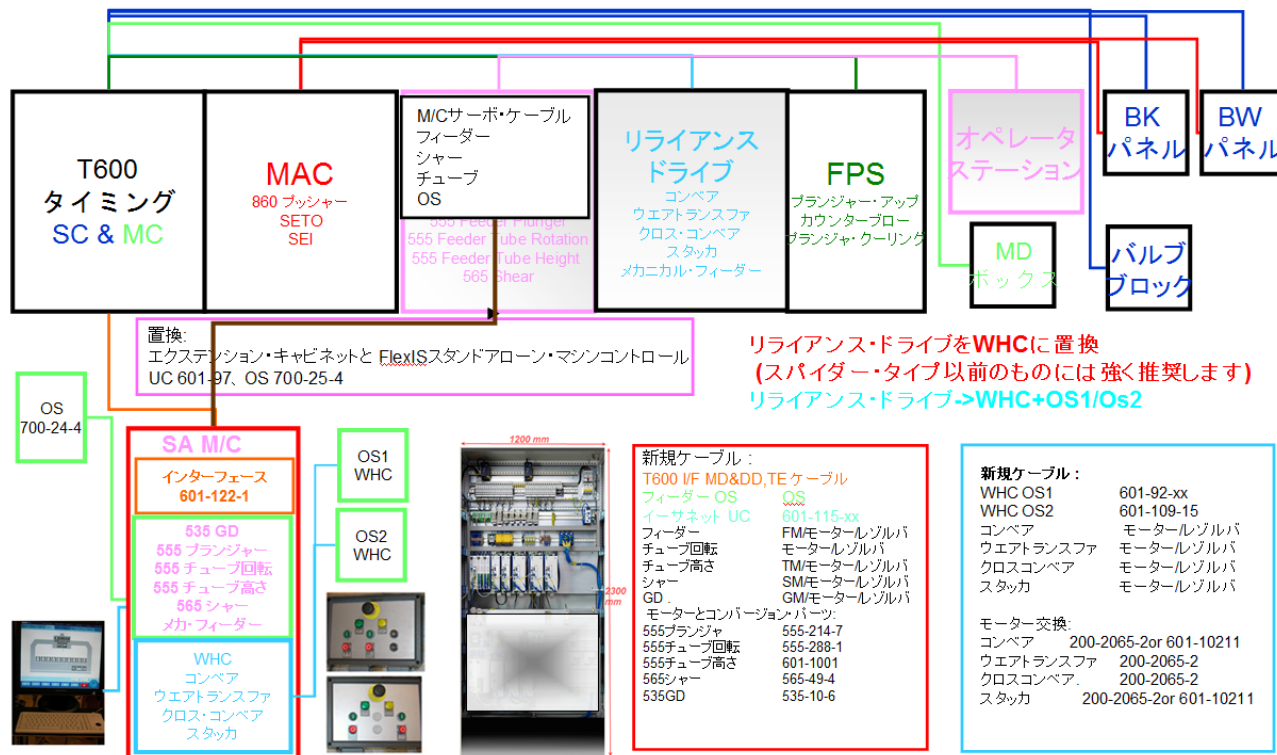 T600
タイミング
SC & MC
MAC
860 プッシャー
SETO
SEI
M/Cサーボ・ケーブル
フィーダー
シャー
チューブ
OS
555 Feeder Plunger
555 Feeder Tube Rotation
555 Feeder Tube Height
565 Shear
リライアンス
ドライブ
コンベア
ウエアトランスファ
クロス・コンベア
スタッカ
メカニカル・フィーダー
FPS
プランジャー・アップ
カウンターブロー
プランジャ・クーリング
オペレータ
ステーション
MD
ボックス
BK
パネル
BW
パネル
バルブ
ブロック
置換:
エクステンション・キャビネットと FlexISスタンドアローン・マシンコントロール
UC 601-97、OS 700-25-4
リライアンス・ドライブをWHCに置換
(スパイダー・タイプ以前のものには強く推奨します)
リライアンス・ドライブ->WHC+OS1/Os2
OS
700-24-4
SA M/C
インターフェース
601-122-1
535 GD
555 プランジャー
555 チューブ回転
555 チューブ高さ
565 シャー
メカ・フィーダー
WHC
コンベア
ウエアトランスファ
クロス・コンベア
スタッカ
OS1
WHC
OS2
WHC
1200 mm
2300
mm
新規ケーブル :
T600 I/F MD&DD,TEケーブル
フィーダー OS OS
イーサネット UC 601-115-xx
フィーダー FM/モータールゾルバ
チューブ回転 モータールゾルバ
チューブ高さ TM/モータールゾルバ
シャー SM/モータールゾルバ
GD . GM/モータールゾルバ
モーターとコンバージョン・パーツ:
555プランジャ 555-214-7
555チューブ回転 555-288-1
555チューブ高さ 601-1001
565シャー 565-49-4
535GD 535-10-6
新規ケーブル :
WHC OS1 601-92-xx
WHC OS2 601-109-15
コンベア モータールゾルバ
ウエアトランスファ モータールゾルバ
クロスコンベア モータールゾルバ
スタッカ モータールゾルバ
モーター交換:
コンベア 200-2065-2or 601-10211
ウエアトランスファ 200-2065-2
クロスコンベア. 200-2065-2
スタッカ 200-2065-2or 601-10211